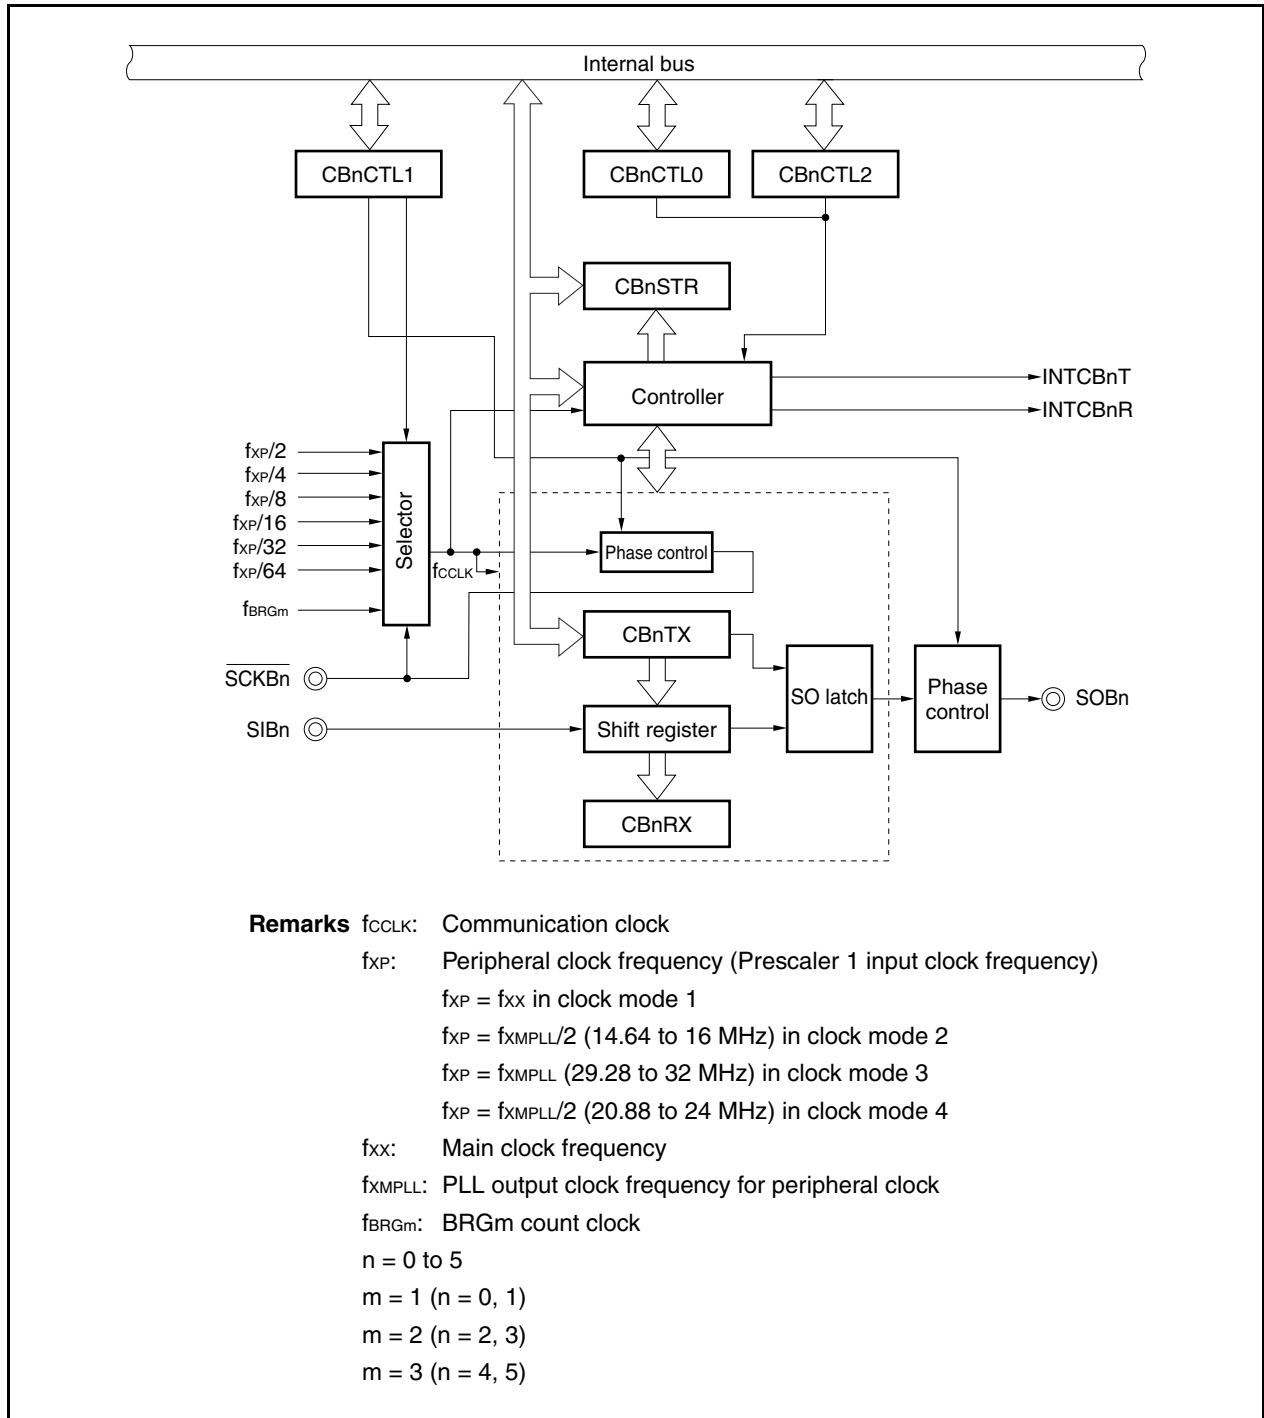 Internal bus
CBnCTL1
CBnCTL0
CBnCTL2
CBnSTR
Controller
INTCBnT
INTCBnR
fXP/2
fXP/4
fXP/8
fXP/16
fXP/32
fXP/64
fBRGm
Selector
fCCLK
Phase control
CBnTX
SCKBn
SO latch
Phase
control
SOBn
SIBn
Shift register
CBnRX
Remarks fCCLK: Communication clock
fXP: Peripheral clock frequency (Prescaler 1 input clock frequency)
fXP = fXX in clock mode 1
fXP = fXMPLL/2 (14.64 to 16 MHz) in clock mode 2
fXP = fXMPLL (29.28 to 32 MHz) in clock mode 3
fXP = fXMPLL/2 (20.88 to 24 MHz) in clock mode 4
fXX: Main clock frequency
fXMPLL: PLL output clock frequency for peripheral clock
fBRGm: BRGm count clock
n = 0 to 5
m = 1 (n = 0, 1)
m = 2 (n = 2, 3)
m = 3 (n = 4, 5)